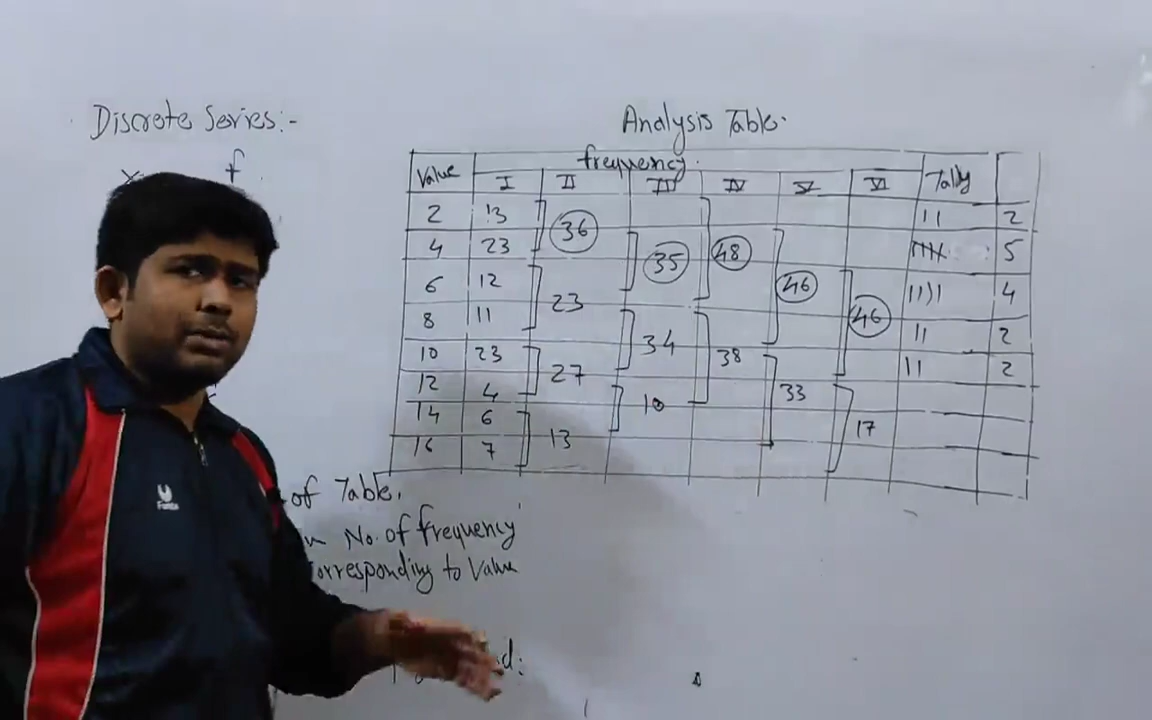 Discrete Series:-
x f
Analysis Table.
Value frequency. Tally
I II III IV V VI
2 13 36 48 11 2
4 23 35 46 5
6 12 23 46 1111 4
8 11 34 38 11 2
10 23 27 33 11 2
12 4 10 17
14 6 13
16 7
of Table.
No. of frequency
orresponding to Value
d: